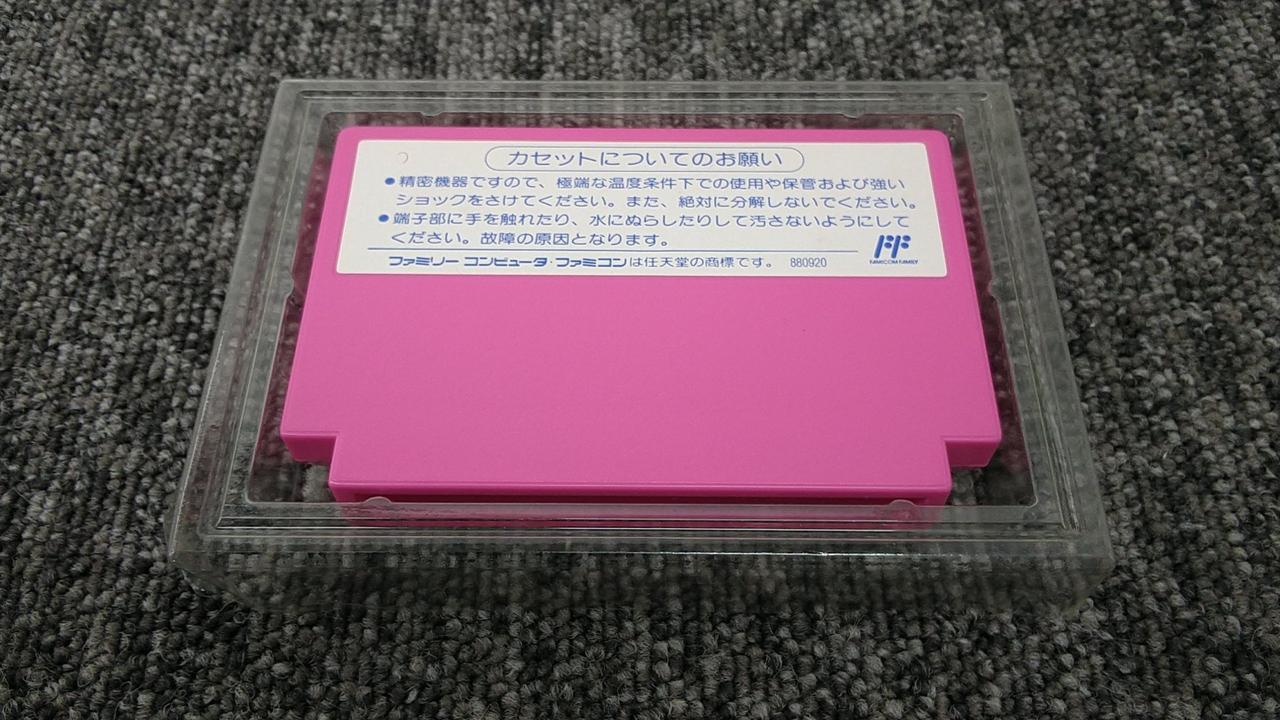 カセットについてのお願い
●精密機器ですので、極端な温度条件下での使用や保管および強い
ショックをさけてください。また、絶対に分解しないでください。
●端子部に手を触れたり、水にぬらしたりして汚さないようにして
ください。故障の原因となります。
ファミリー コンピュータ・ファミコンは任天堂の商標です。 880920
FAMICOM FAMILY